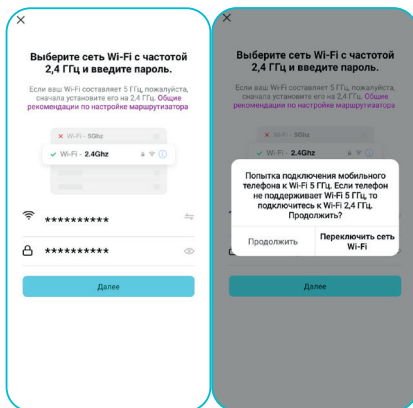 Выберите сеть Wi-Fi с частотой
2,4 ГГц и введите пароль.
Если ваш Wi-Fi составляет 5 ГГц, пожалуйста,
сначала установите его на 2,4 ГГц. Общие
рекомендации по настройке маршрутизатора
Wi-Fi - 5Ghz
Wi-Fi - 2.4Ghz
**********
**********
Далее
Выберите сеть Wi-Fi с частотой
2,4 ГГц и введите пароль.
Если ваш Wi-Fi составляет 5 ГГц, пожалуйста,
сначала установите его на 2,4 ГГц. Общие
рекомендации по настройке маршрутизатора
Wi-Fi - 5Ghz
Wi-Fi - 2.4Ghz
Попытка подключения мобильного
телефона к Wi-Fi 5 ГГц. Если телефон
не поддерживает Wi-Fi 5 ГГц, то
подключитесь к Wi-Fi 2,4 ГГц.
Продолжить?
Продолжить
Переключить сеть
Wi-Fi
Далее